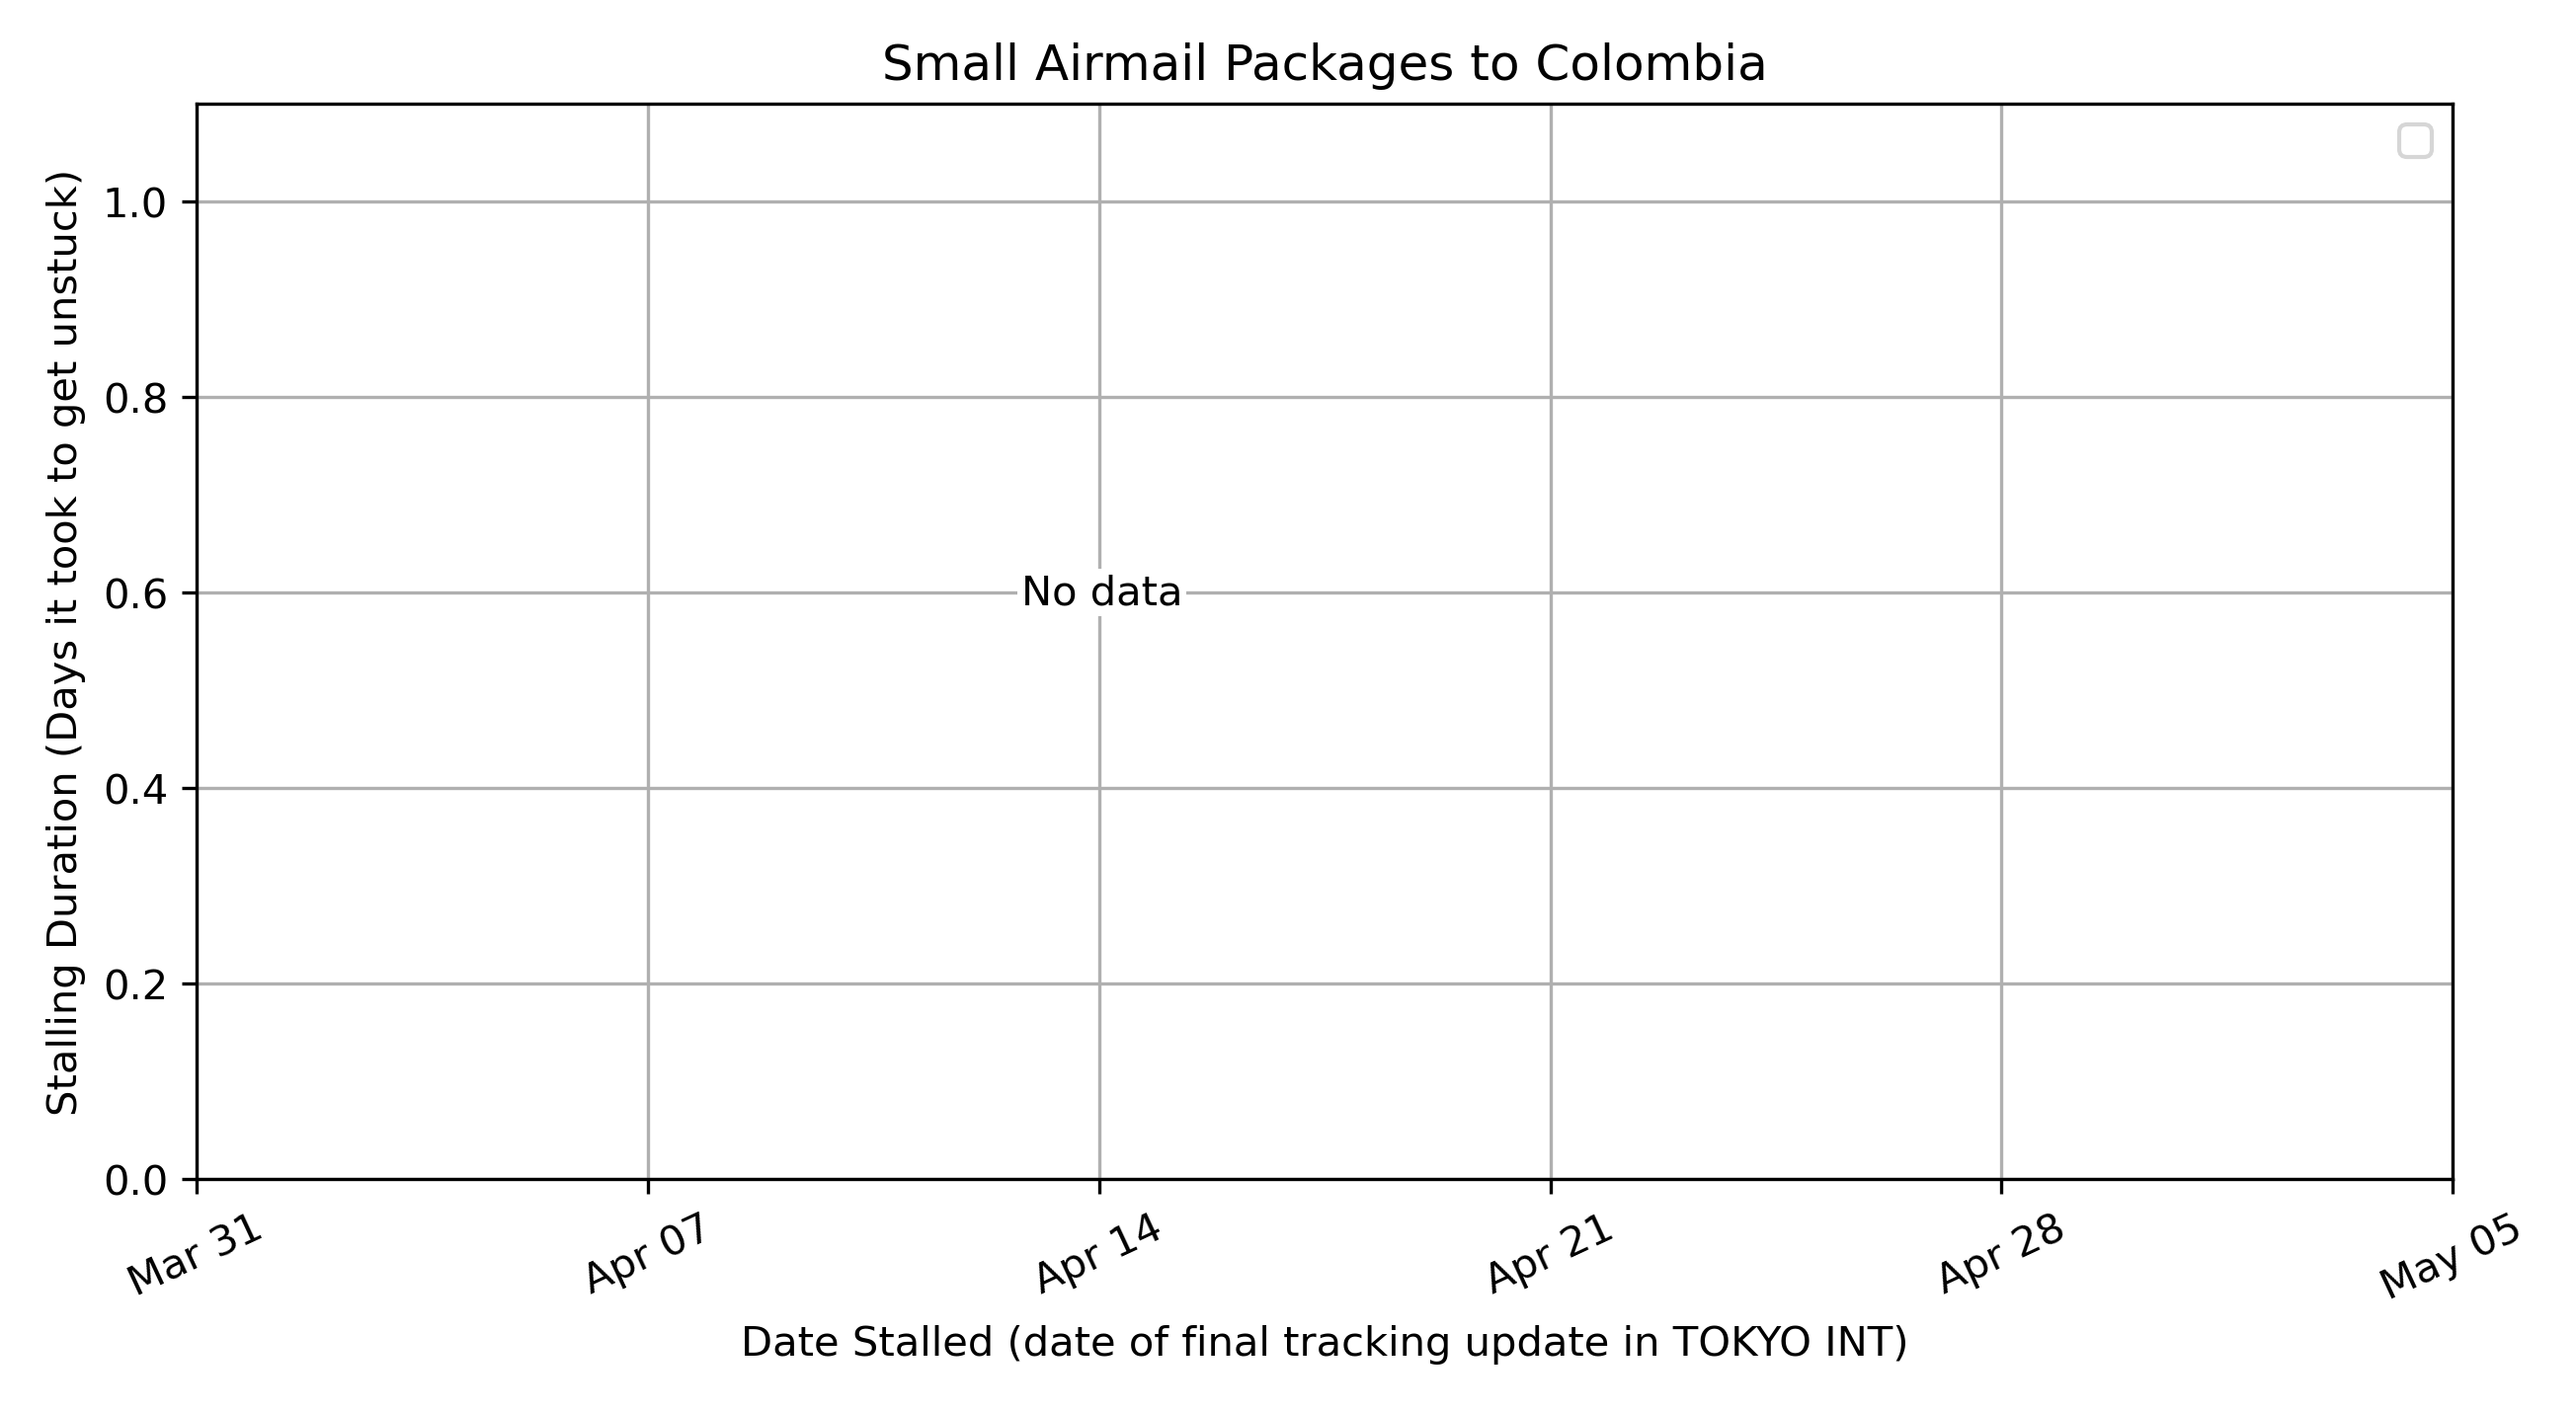 Small Airmail Packages to Colombia
Stalling Duration (Days it took to get unstuck)
1.0
0.8
0.6
0.4
0.2
0.0
No data
Mar 31
Apr 07
Apr 14
Apr 21
Apr 28
May 05
Date Stalled (date of final tracking update in TOKYO INT)